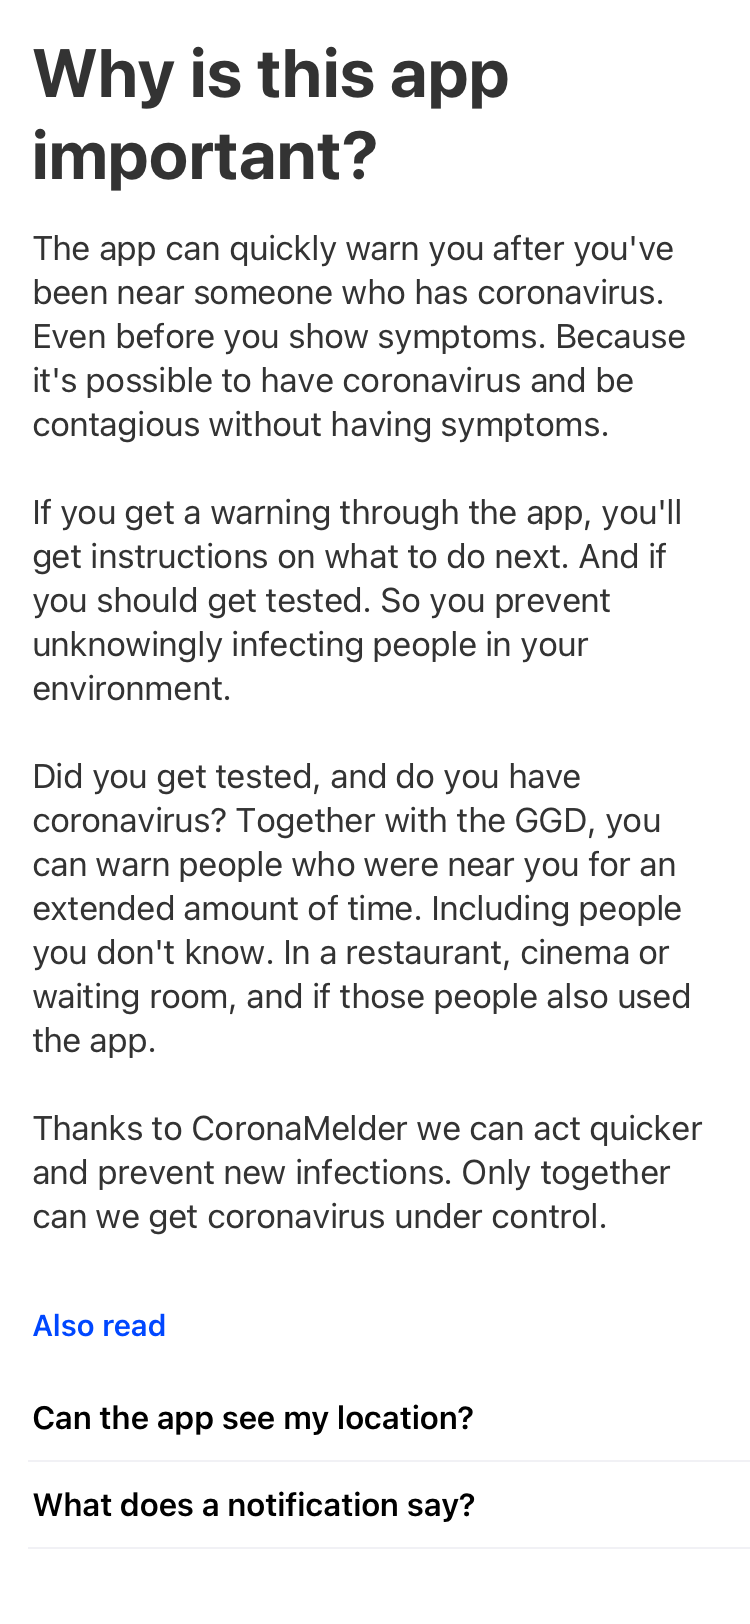 Why is this app
important?
The app can quickly warn you after you've
been near someone who has coronavirus.
Even before you show symptoms. Because
it's possible to have coronavirus and be
contagious without having symptoms.
If you get a warning through the app, you'll
get instructions on what to do next. And if
you should get tested. So you prevent
unknowingly infecting people in your
environment.
Did you get tested, and do you have
coronavirus? Together with the GGD, you
can warn people who were near you for an
extended amount of time. Including people
you don't know. In a restaurant, cinema or
waiting room, and if those people also used
the app.
Thanks to CoronaMelder we can act quicker
and prevent new infections. Only together
can we get coronavirus under control.
Also read
Can the app see my location?
What does a notification say?